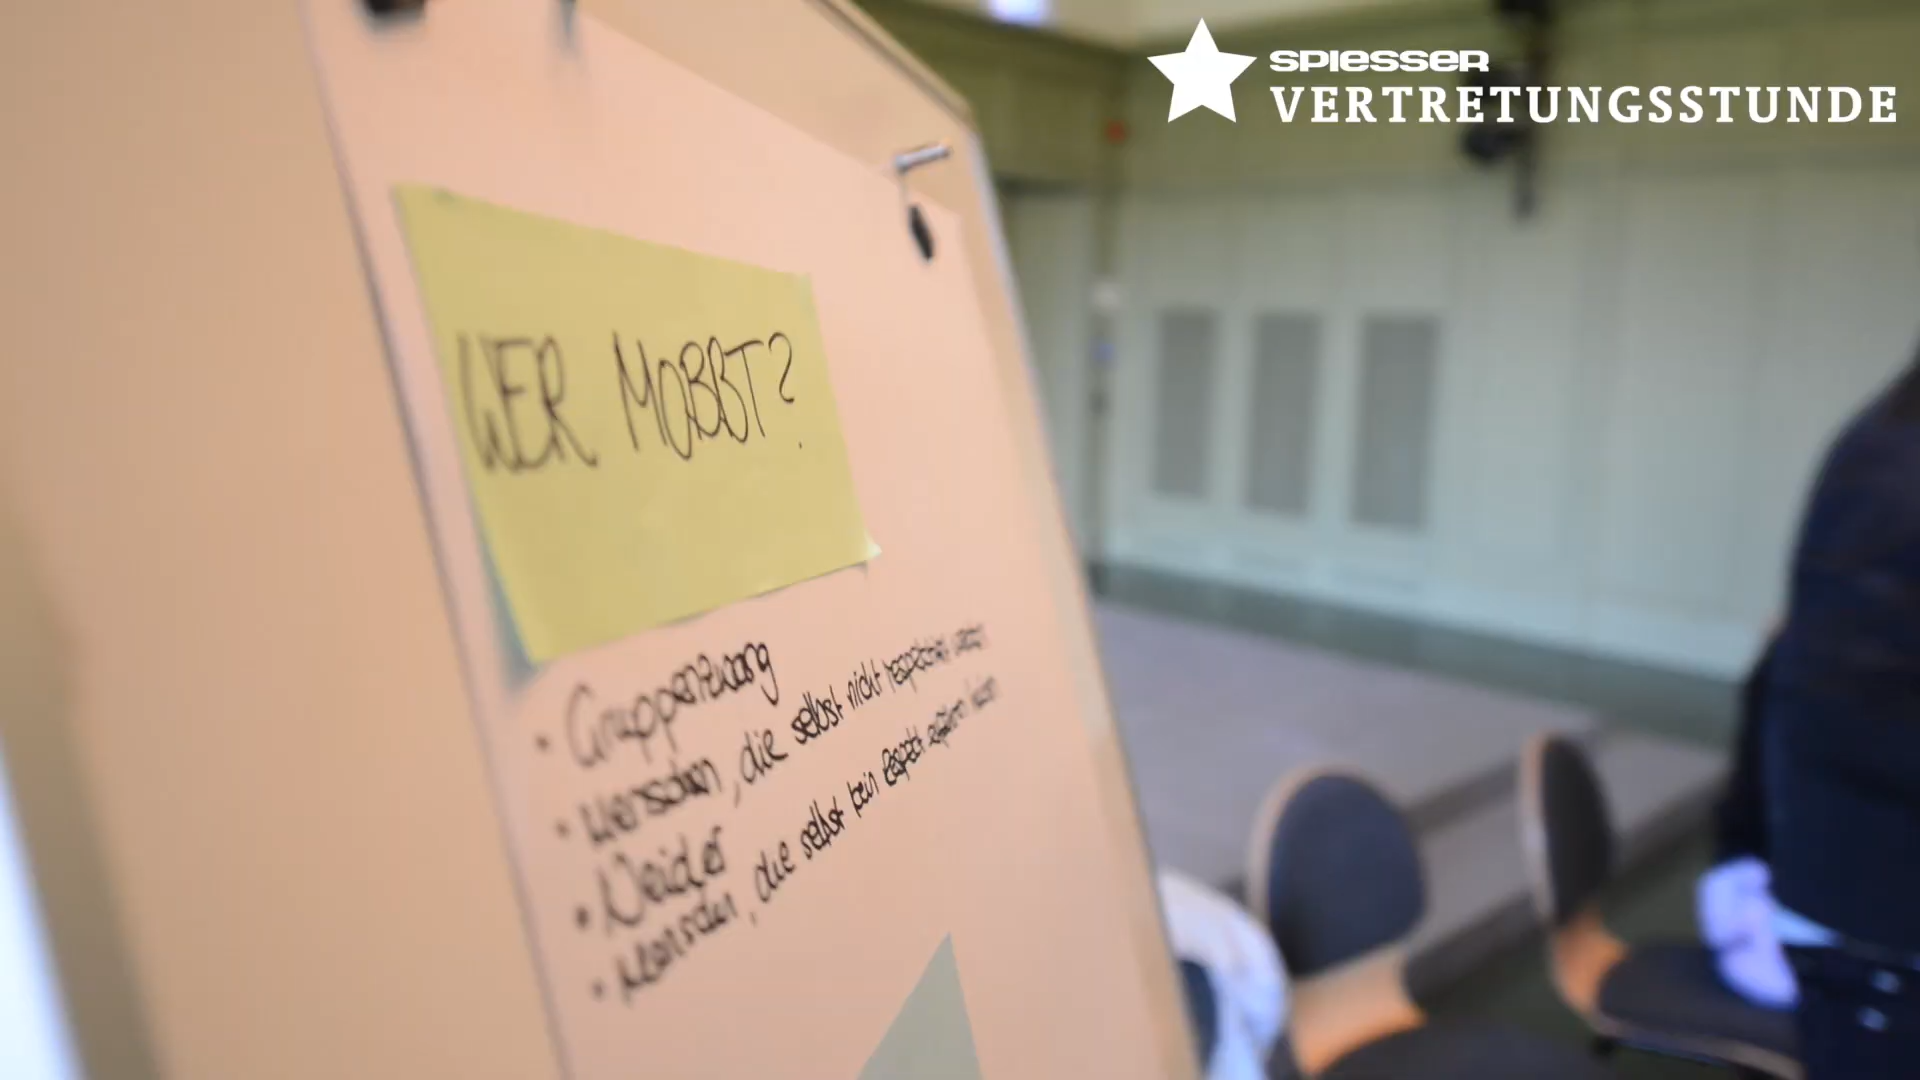 SPIESSER
VERTRETUNGSSTUNDE
WER MOBBT?
• Gruppenzwang
• Menschen, die selbst nicht respektiert
• Neider
• Menschen, die selbst kein Respekt